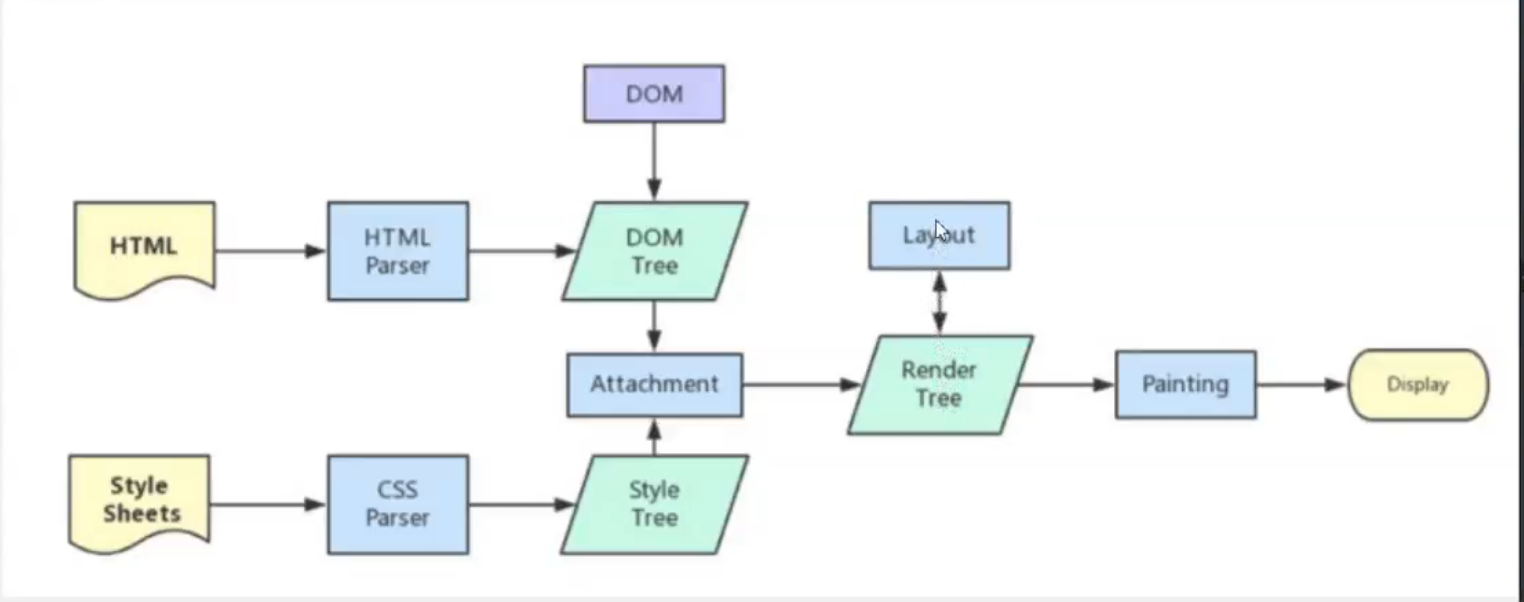 DOM
HTML
HTML
Parser
DOM
Tree
Layout
Attachment
Render
Tree
Painting
Display
Style
Sheets
CSS
Parser
Style
Tree